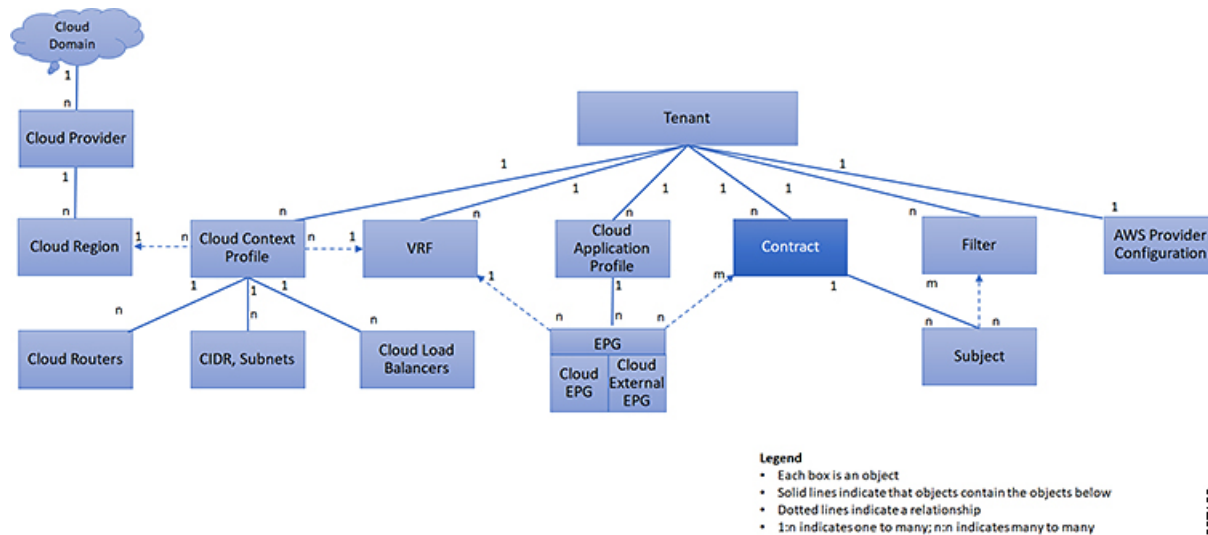 Cloud
Domain
1
n
Cloud Provider
Tenant
1
1
1
1
1
1
1
n
n
n
n
n
n
1
Cloud Region
1
n
Cloud Context
Profile
n
1
VRF
Cloud
Application
Profile
Contract
Filter
AWS Provider
Configuration
1
1
1
1
1
m
1
m
n
n
n
n
n
n
n
n
Cloud Routers
CIDR, Subnets
Cloud Load
Balancers
EPG
Cloud
EPG
Cloud
External
EPG
Subject
Legend
• Each box is an object
• Solid lines indicate that objects contain the objects below
• Dotted lines indicate a relationship
• 1:n indicates one to many; n:n indicates many to many